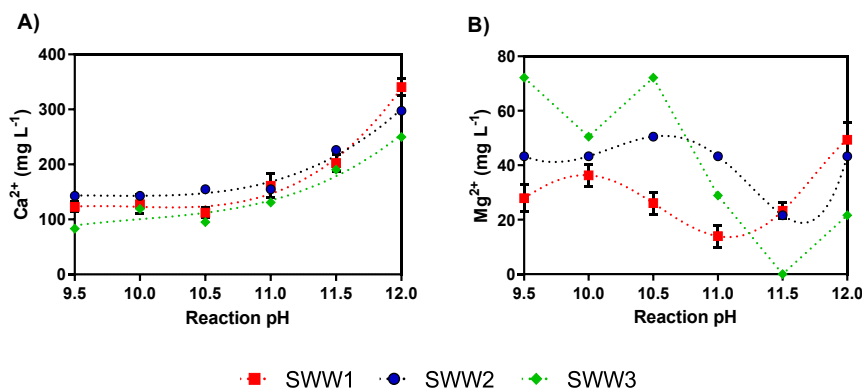 A)
400
300
200
100
0
Ca²⁺ (mg L⁻¹)
9.5 10.0 10.5 11.0 11.5 12.0
Reaction pH
B)
80
60
40
20
0
Mg²⁺ (mg L⁻¹)
9.5 10.0 10.5 11.0 11.5 12.0
Reaction pH
SWW1 SWW2 SWW3